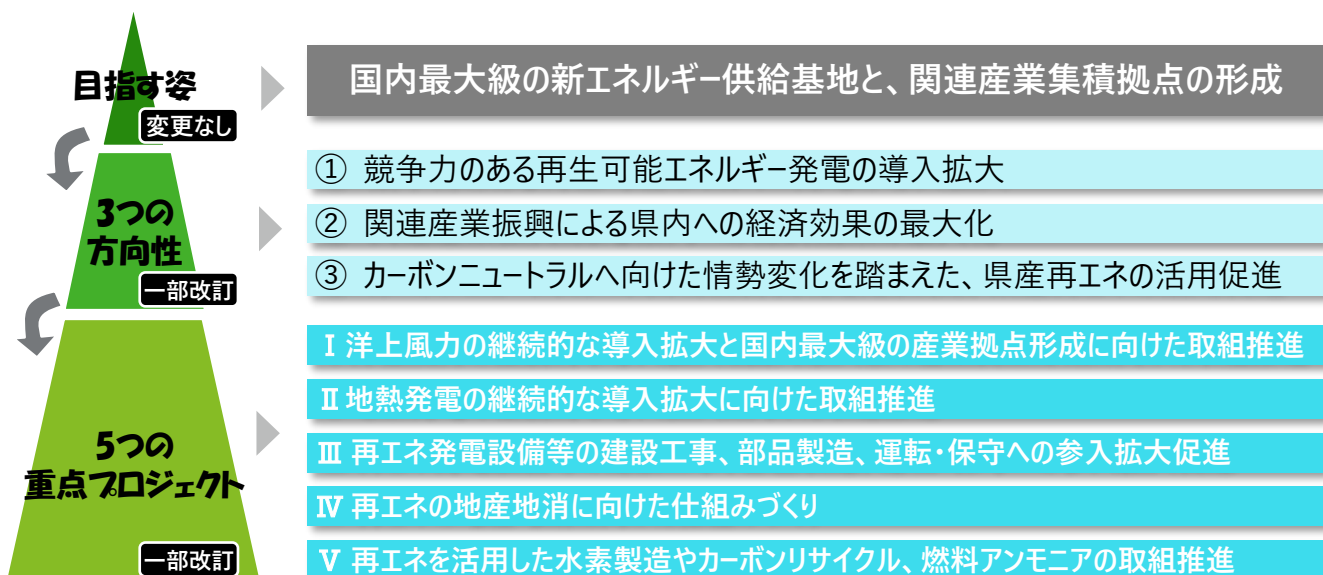 目指す姿
変更なし
国内最大級の新エネルギー供給基地と、関連産業集積拠点の形成
3つの
方向性
一部改訂
① 競争力のある再生可能エネルギー発電の導入拡大
② 関連産業振興による県内への経済効果の最大化
③ カーボンニュートラルへ向けた情勢変化を踏まえた、県産再エネの活用促進
5つの
重点プロジェクト
一部改訂
Ⅰ 洋上風力の継続的な導入拡大と国内最大級の産業拠点形成に向けた取組推進
Ⅱ 地熱発電の継続的な導入拡大に向けた取組推進
Ⅲ 再エネ発電設備等の建設工事、部品製造、運転・保守への参入拡大促進
Ⅳ 再エネの地産地消に向けた仕組みづくり
Ⅴ 再エネを活用した水素製造やカーボンリサイクル、燃料アンモニアの取組推進